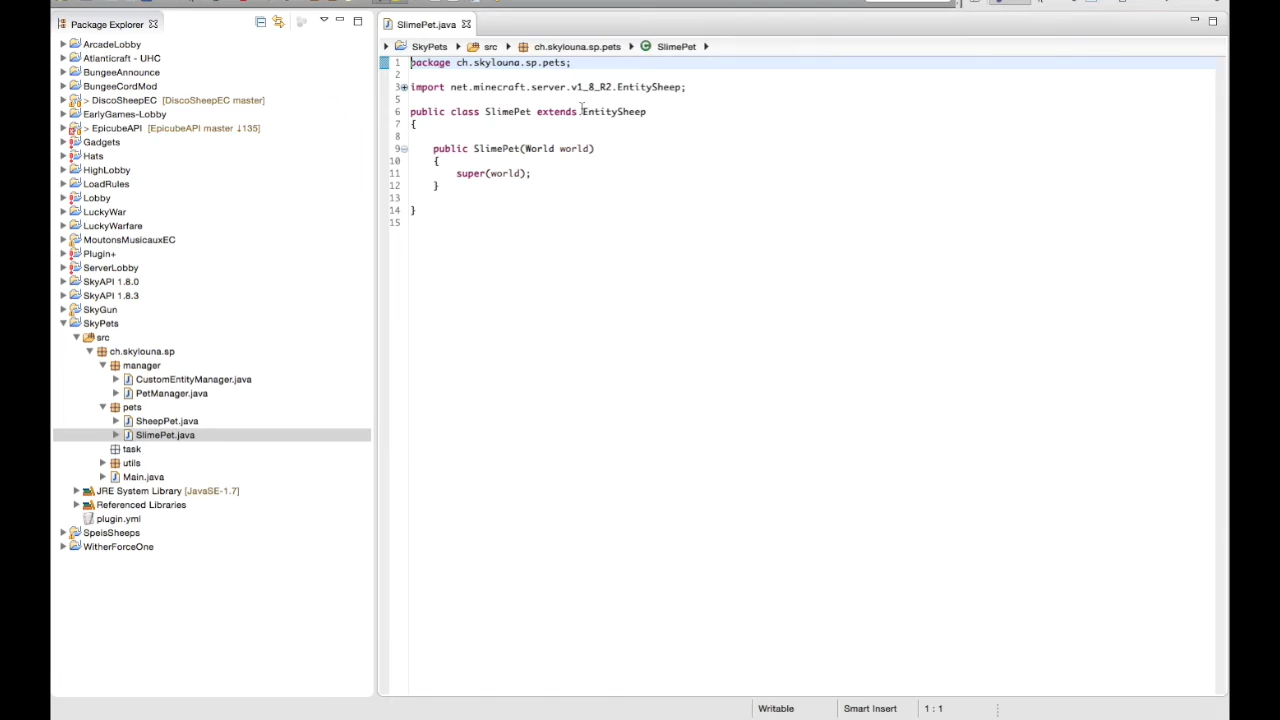 Package Explorer
ArcadeLobby
Atlanticraft - UHC
BungeeAnnounce
BungeeCordMod
> DiscoSheepEC [DiscoSheepEC master]
EarlyGames-Lobby
> EpicubeAPI [EpicubeAPI master ↓135]
Gadgets
Hats
HighLobby
LoadRules
Lobby
LuckyWar
LuckyWarfare
MoutonsMusicauxEC
Plugin+
ServerLobby
SkyAPI 1.8.0
SkyAPI 1.8.3
SkyGun
SkyPets
src
ch.skylouna.sp
manager
CustomEntityManager.java
PetManager.java
pets
SheepPet.java
SlimePet.java
task
utils
Main.java
JRE System Library [JavaSE-1.7]
Referenced Libraries
plugin.yml
SpeisSheeps
WitherForceOne
SlimePet.java
SkyPets src ch.skylouna.sp.pets SlimePet
1 package ch.skylouna.sp.pets;
2
3 import net.minecraft.server.v1_8_R2.EntitySheep;
5
6 public class SlimePet extends EntitySheep
7 {
8
9 public SlimePet(World world)
10 {
11 super(world);
12 }
13
14 }
15
Writable Smart Insert 1 : 1